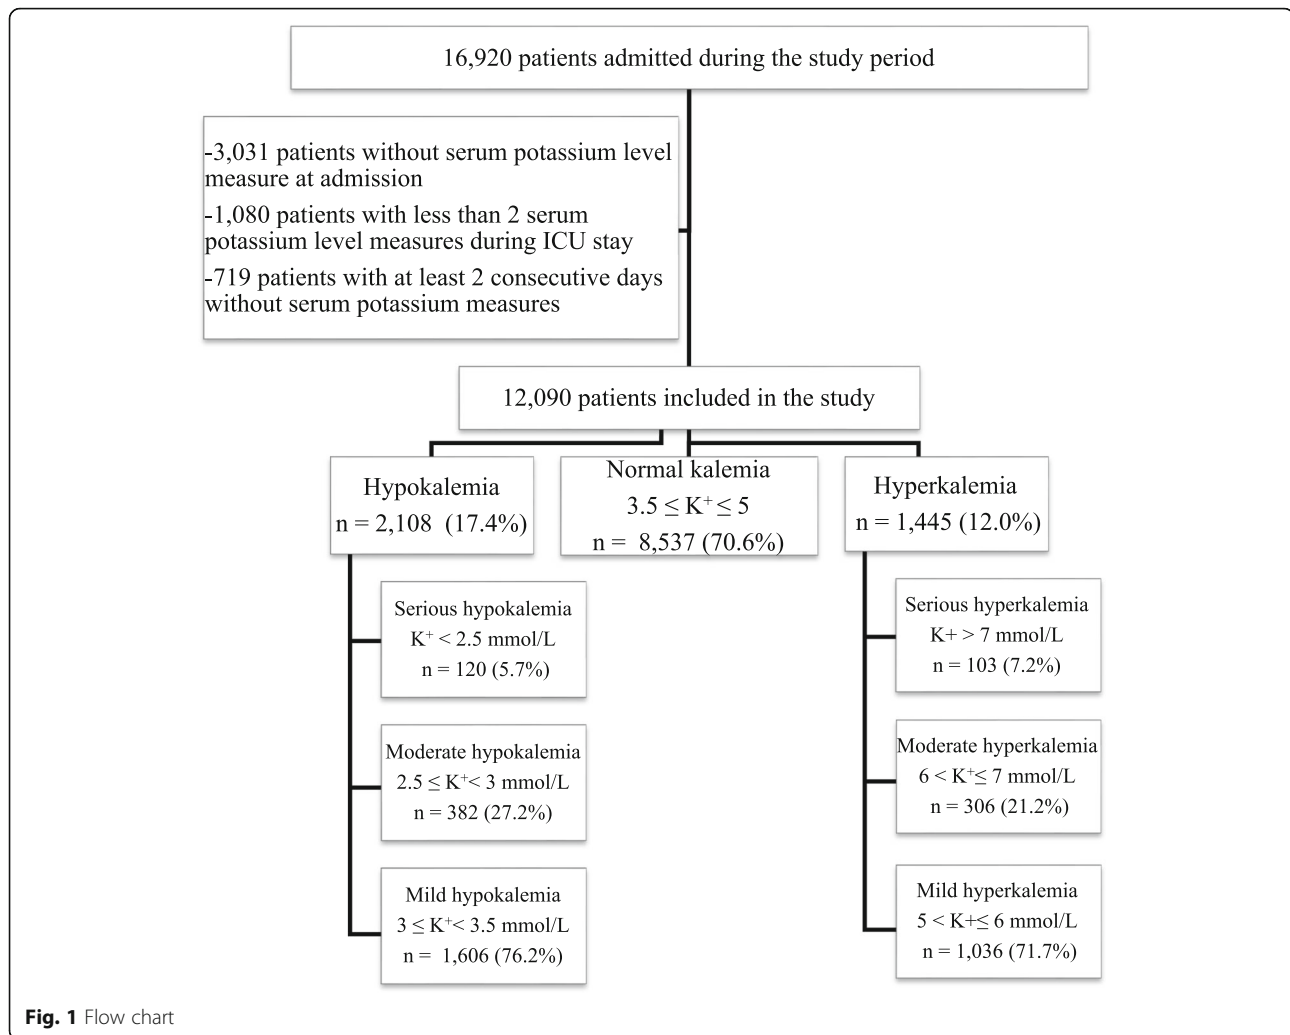 16,920 patients admitted during the study period
-3,031 patients without serum potassium level
measure at admission
-1,080 patients with less than 2 serum
potassium level measures during ICU stay
-719 patients with at least 2 consecutive days
without serum potassium measures
12,090 patients included in the study
Hypokalemia
n = 2,108 (17.4%)
Normal kalemia
3.5 ≤ K⁺ ≤ 5
n = 8,537 (70.6%)
Hyperkalemia
n = 1,445 (12.0%)
Serious hypokalemia
K⁺ < 2.5 mmol/L
n = 120 (5.7%)
Moderate hypokalemia
2.5 ≤ K⁺< 3 mmol/L
n = 382 (27.2%)
Mild hypokalemia
3 ≤ K⁺< 3.5 mmol/L
n = 1,606 (76.2%)
Serious hyperkalemia
K+ > 7 mmol/L
n = 103 (7.2%)
Moderate hyperkalemia
6 < K⁺≤ 7 mmol/L
n = 306 (21.2%)
Mild hyperkalemia
5 < K+≤ 6 mmol/L
n = 1,036 (71.7%)
Fig. 1 Flow chart